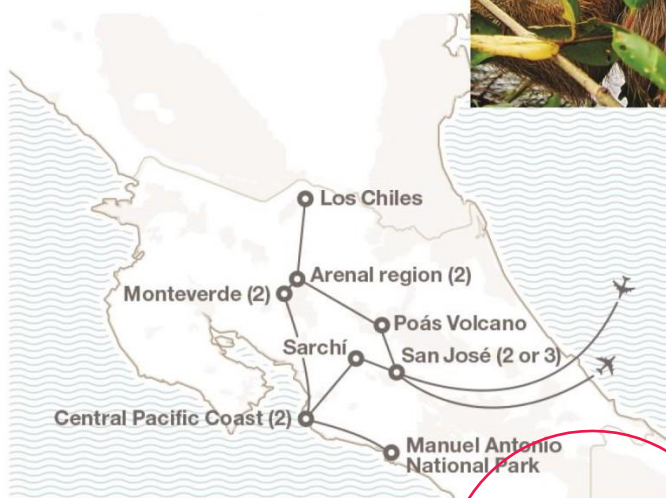 Los Chiles
Arenal region (2)
Monteverde (2)
Poás Volcano
Sarchí
San José (2 or 3)
Central Pacific Coast (2)
Manuel Antonio
National Park